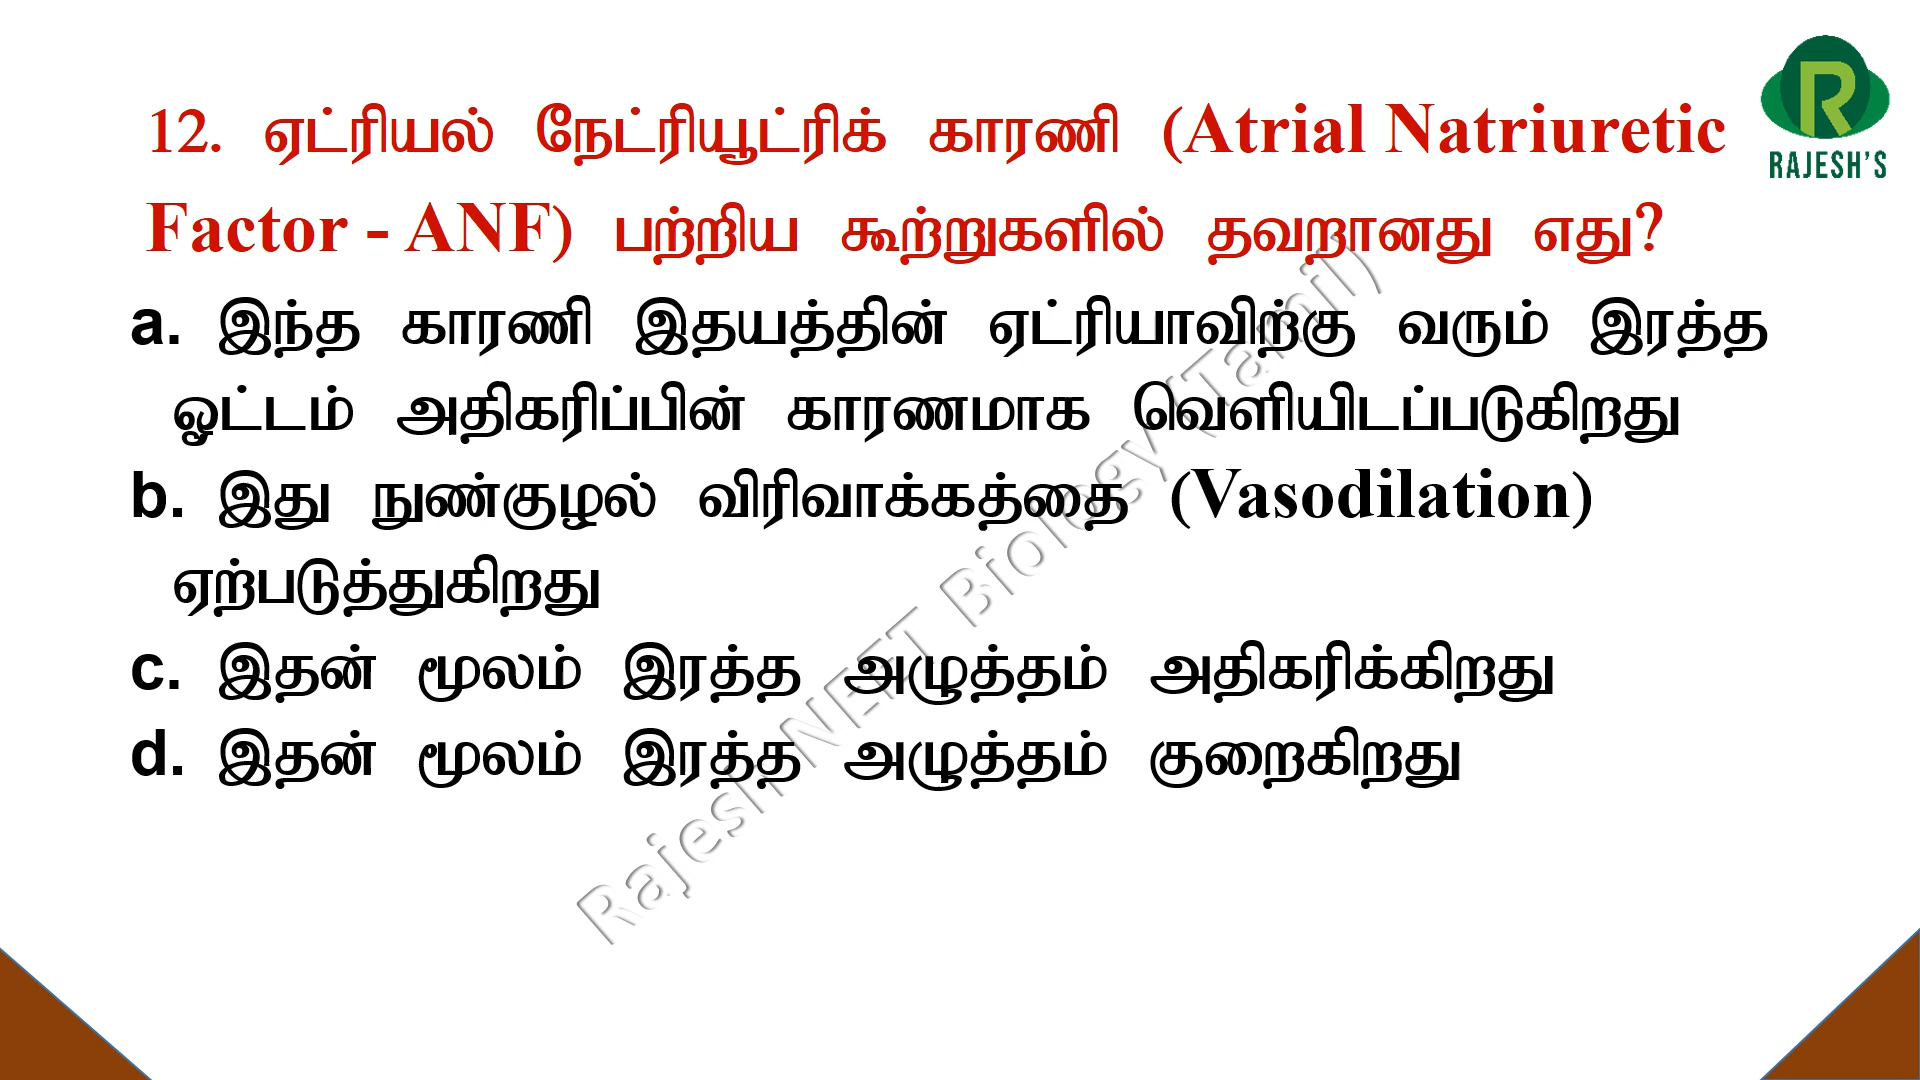 12. ஏட்ரியல் நேட்ரியூட்ரிக் காரணி (Atrial Natriuretic
Factor - ANF) பற்றிய கூற்றுகளில் தவறானது எது?
a. இந்த காரணி இதயத்தின் ஏட்ரியாவிற்கு வரும் இரத்த
ஓட்டம் அதிகரிப்பின் காரணமாக வெளியிடப்படுகிறது
b. இது நுண்குழல் விரிவாக்கத்தை (Vasodilation)
ஏற்படுத்துகிறது
c. இதன் மூலம் இரத்த அழுத்தம் அதிகரிக்கிறது
d. இதன் மூலம் இரத்த அழுத்தம் குறைகிறது
R
RAJESH'S
Rajesh NEET Biology (Tamil)